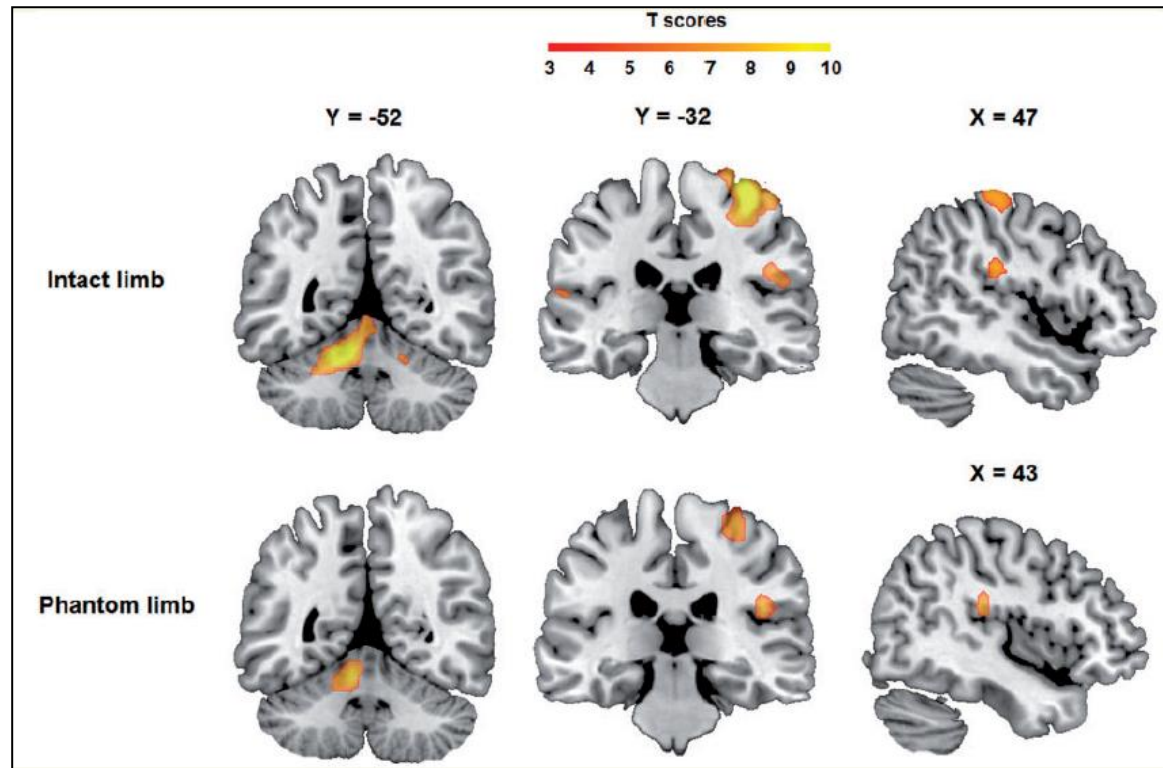 T scores
3 4 5 6 7 8 9 10
Y = -52 Y = -32 X = 47
Intact limb
X = 43
Phantom limb